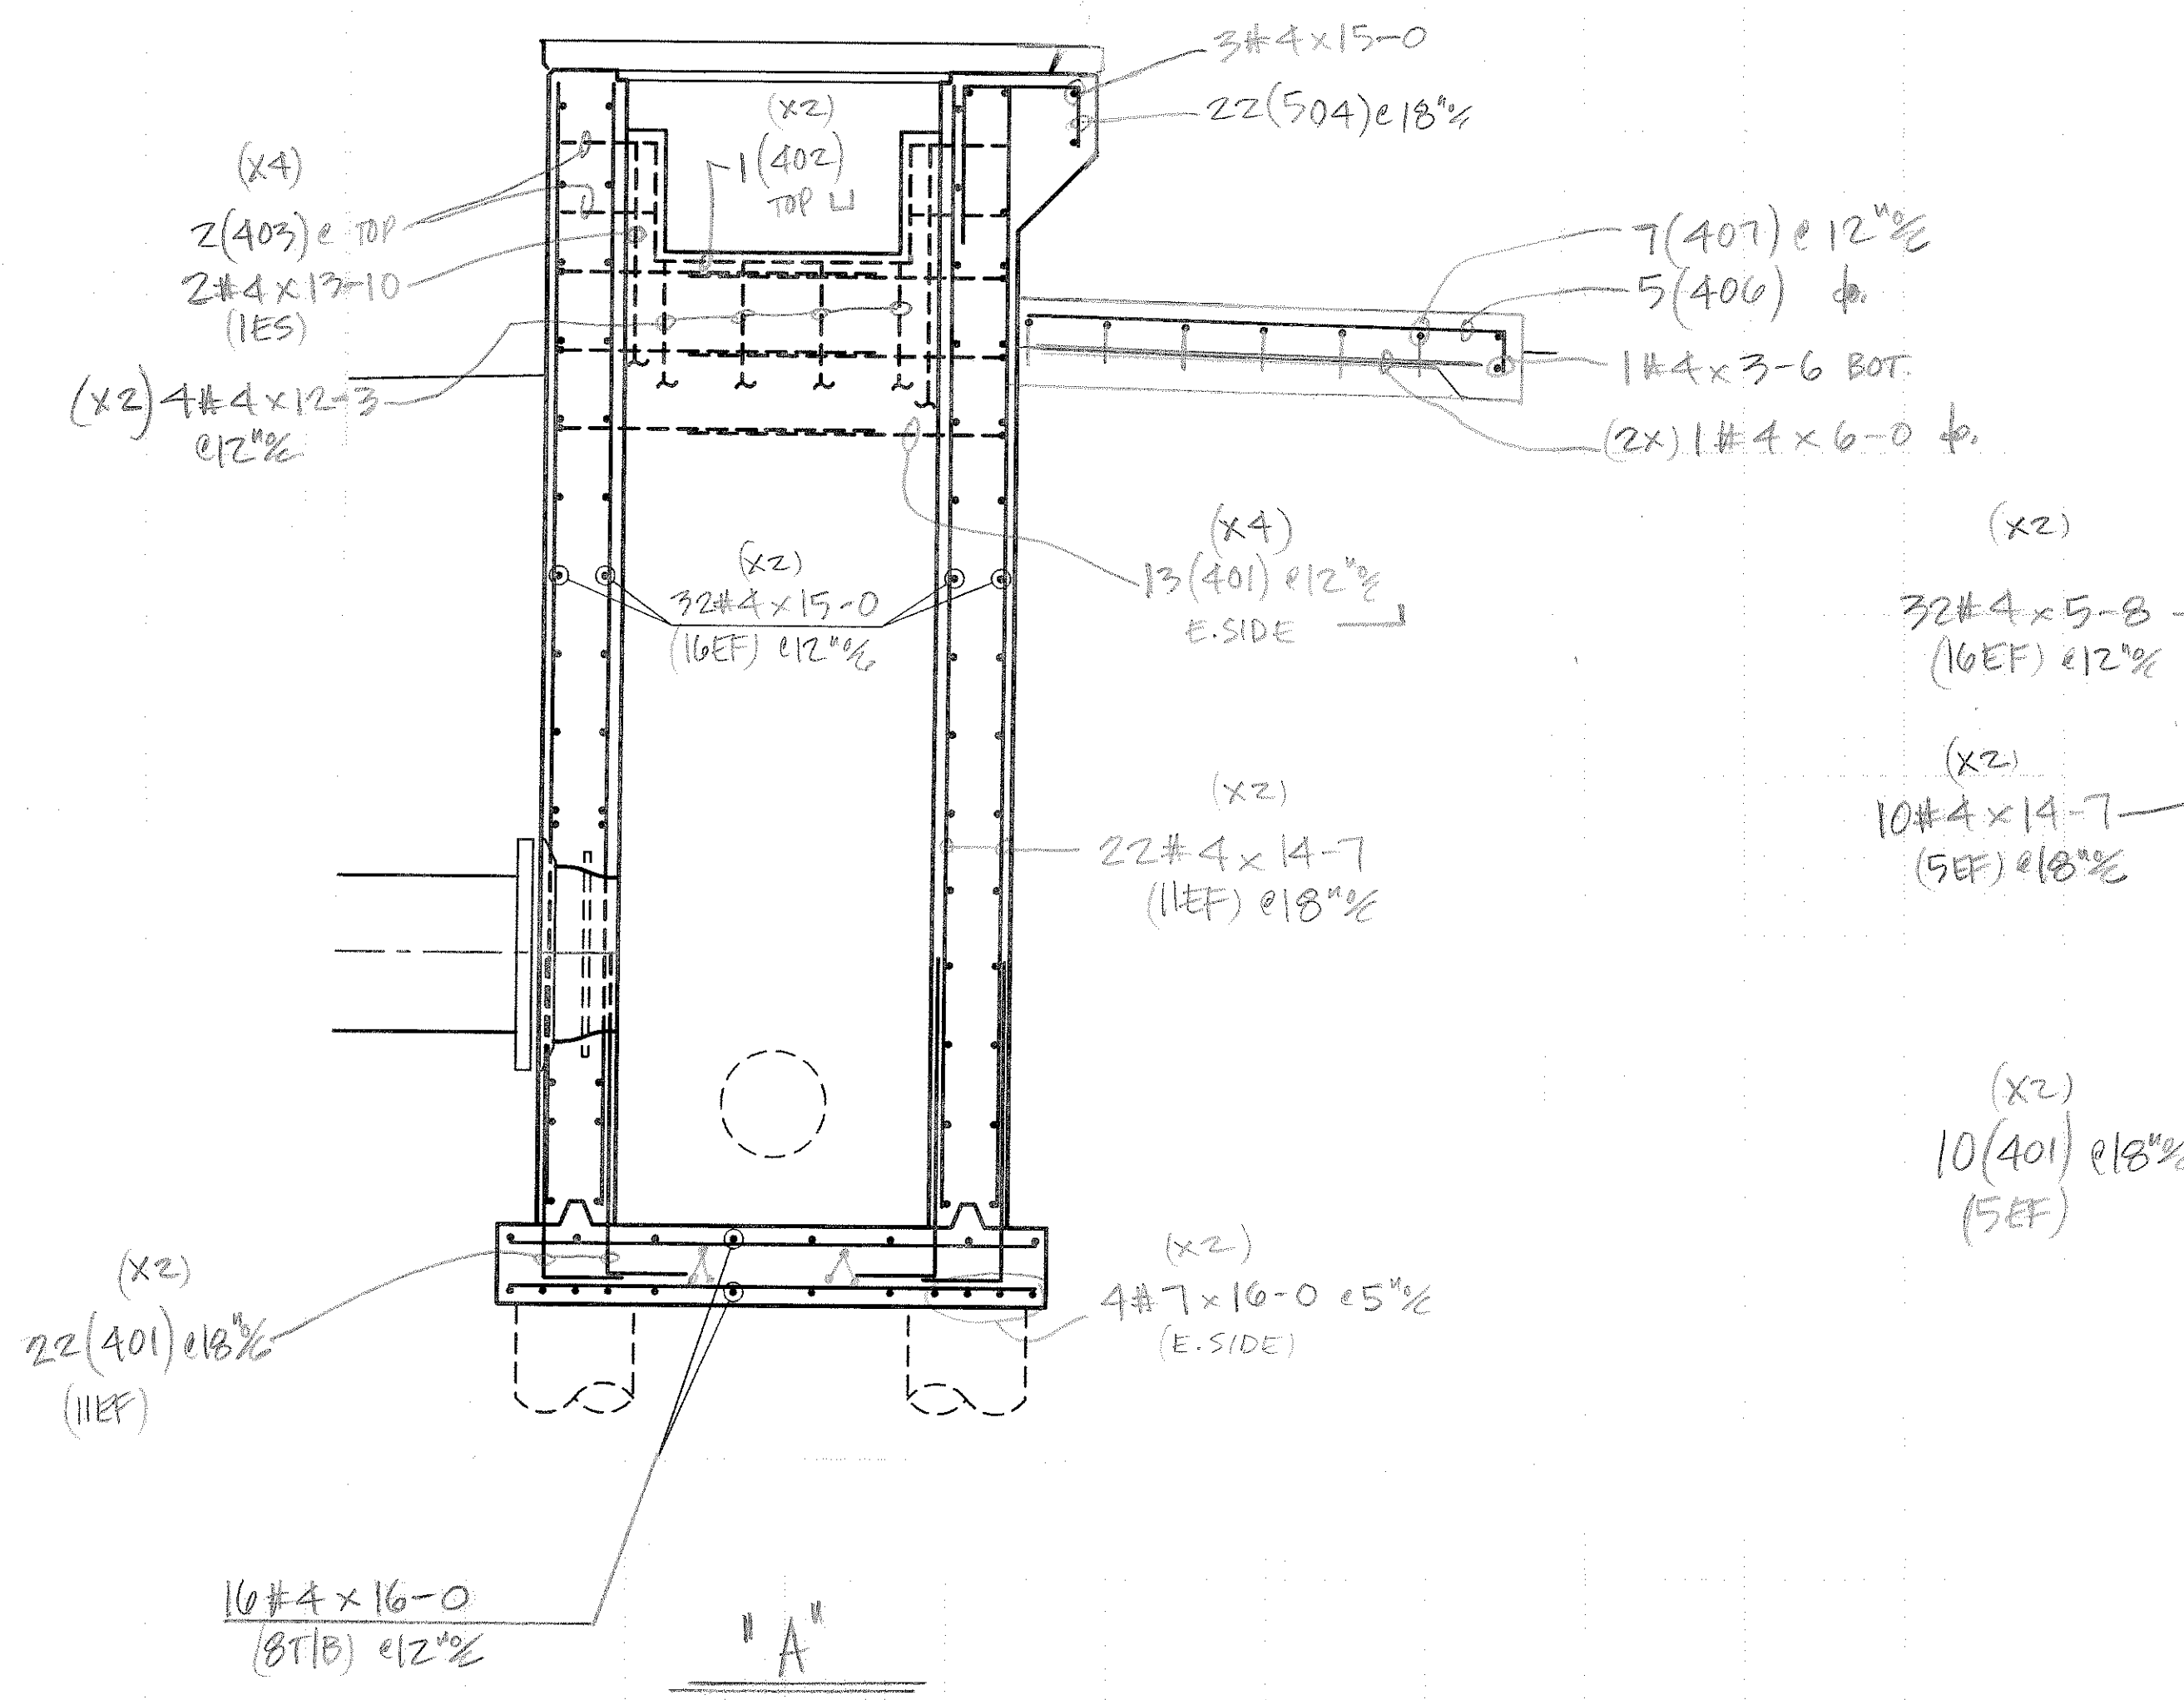 3#4x15-0
22(504)@18"o/c
(x2)
1(402)
TOP
(x4)
2(403)@ TOP
2#4x13-10
(1ES)
(x2) 4#4x12-3
@12"o/c
7(407)@12"o/c
5(406) do.
1#4x3-6 BOT.
(2x) 1#4x6-0 do.
(x2)
32#4x15-0
(16EF) @12"o/c
(x4)
13(401) @12"o/c
E.SIDE
(x2)
32#4x5-8
(16EF) @12"o/c
(x2)
10#4x14-7
(5EF) @18"o/c
(x2)
22#4x14-7
(11EF) @18"o/c
(x2)
10(401) @18"o/c
(5EF)
(x2)
22(401)@18"o/c
(11EF)
(x2)
4#7x16-0 @5"o/c
(E.SIDE)
16#4x16-0
(8T/B) @12"o/c
"A"